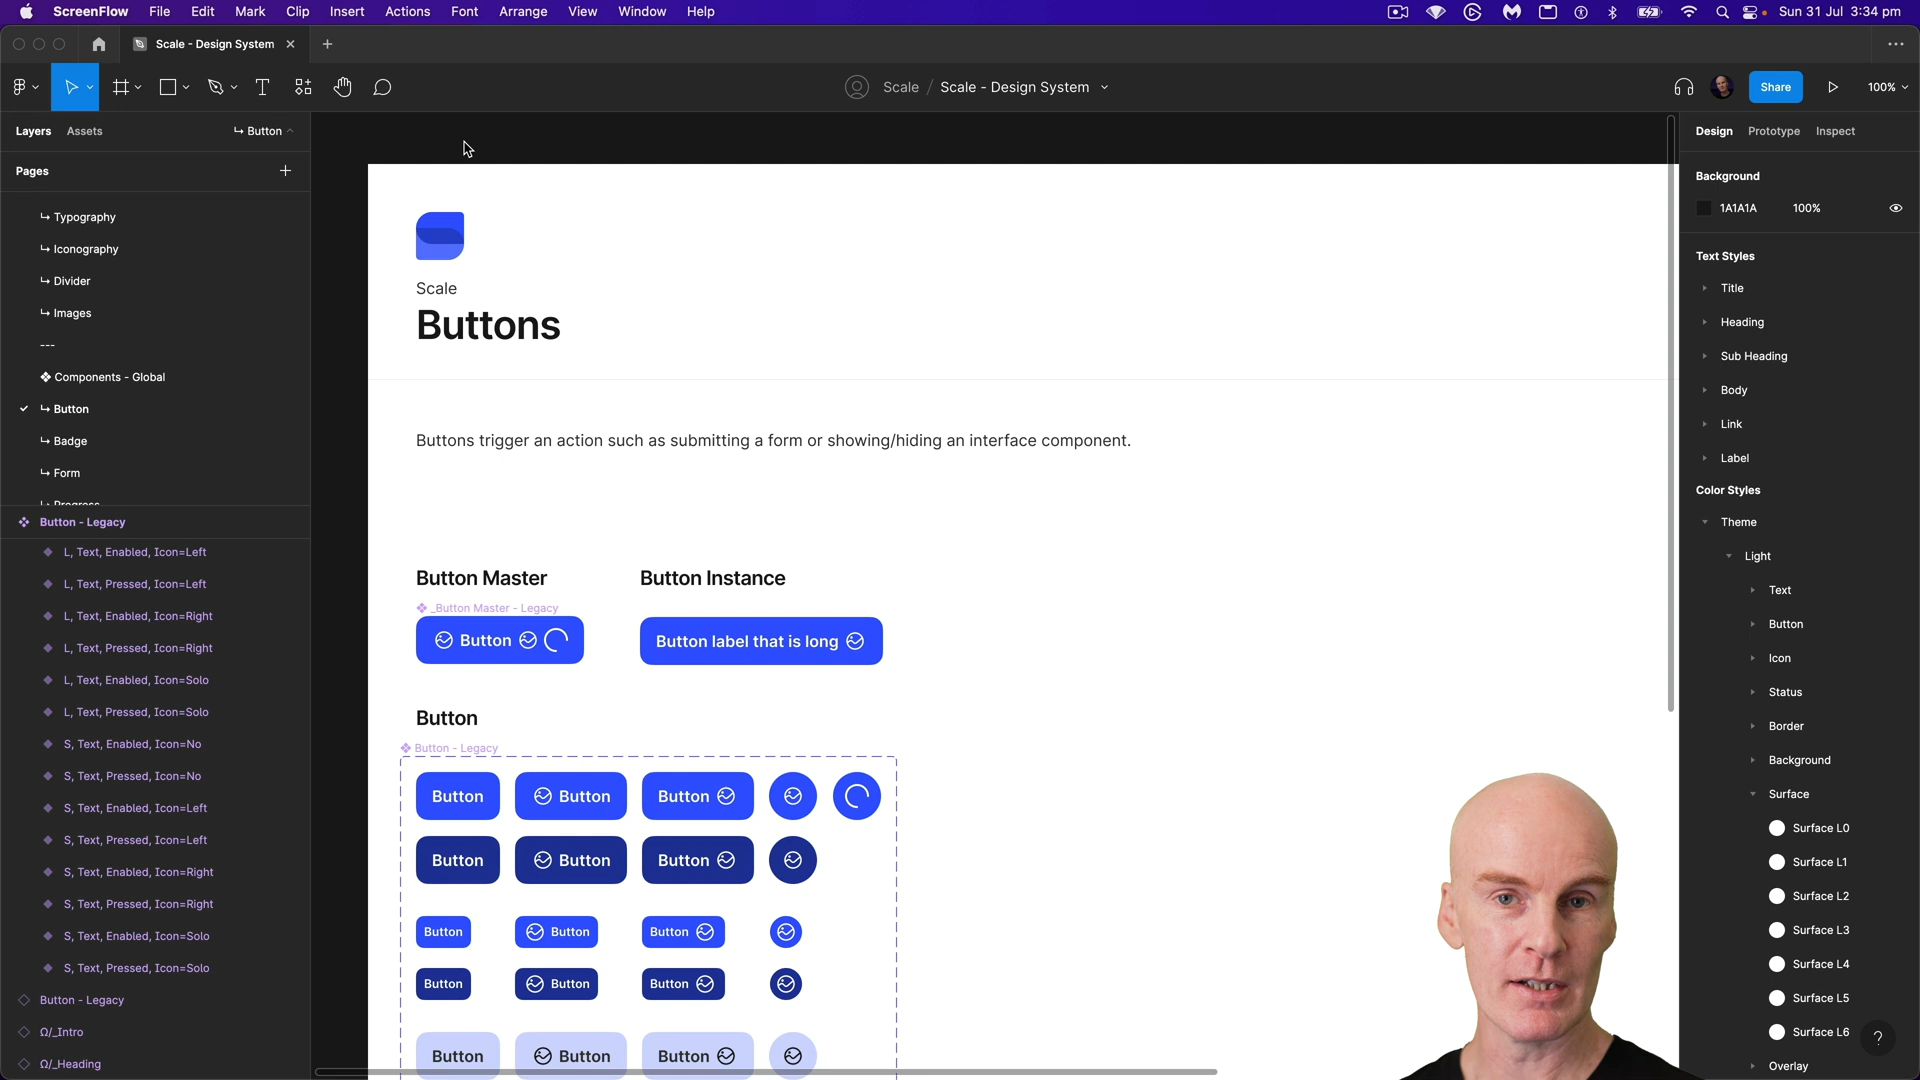 ScreenFlow File Edit Mark Clip Insert Actions Font Arrange View Window Help Sun 31 Jul 3:34 pm
Scale - Design System
Scale / Scale - Design System
Share
100%
Layers Assets ↳ Button
Pages
↳ Typography
↳ Iconography
↳ Divider
↳ Images
---
❖ Components - Global
↳ Button
↳ Badge
↳ Form
↳ Progress
Button - Legacy
L, Text, Enabled, Icon=Left
L, Text, Pressed, Icon=Left
L, Text, Enabled, Icon=Right
L, Text, Pressed, Icon=Right
L, Text, Enabled, Icon=Solo
L, Text, Pressed, Icon=Solo
S, Text, Enabled, Icon=No
S, Text, Pressed, Icon=No
S, Text, Enabled, Icon=Left
S, Text, Pressed, Icon=Left
S, Text, Enabled, Icon=Right
S, Text, Pressed, Icon=Right
S, Text, Enabled, Icon=Solo
S, Text, Pressed, Icon=Solo
Button - Legacy
Ω/_Intro
Ω/_Heading
Scale
Buttons
Buttons trigger an action such as submitting a form or showing/hiding an interface component.
Button Master Button Instance
_Button Master - Legacy
Button Button label that is long
Button
Button - Legacy
Button Button Button
Button Button Button
Button Button Button
Button Button Button
Button Button Button
Design Prototype Inspect
Background
1A1A1A 100%
Text Styles
Title
Heading
Sub Heading
Body
Link
Label
Color Styles
Theme
Light
Text
Button
Icon
Status
Border
Background
Surface
Surface L0
Surface L1
Surface L2
Surface L3
Surface L4
Surface L5
Surface L6
?
Overlay